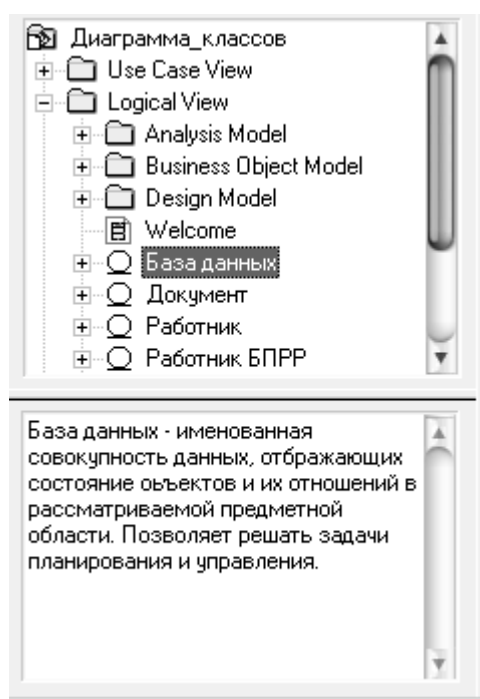 Диаграмма_классов
Use Case View
Logical View
Analysis Model
Business Object Model
Design Model
Welcome
База данных
Документ
Работник
Работник БПРР
База данных - именованная
совокупность данных, отбражающих
состояние оьъектов и их отношений в
рассматриваемой предметной
области. Позволяет решать задачи
планирования и управления.